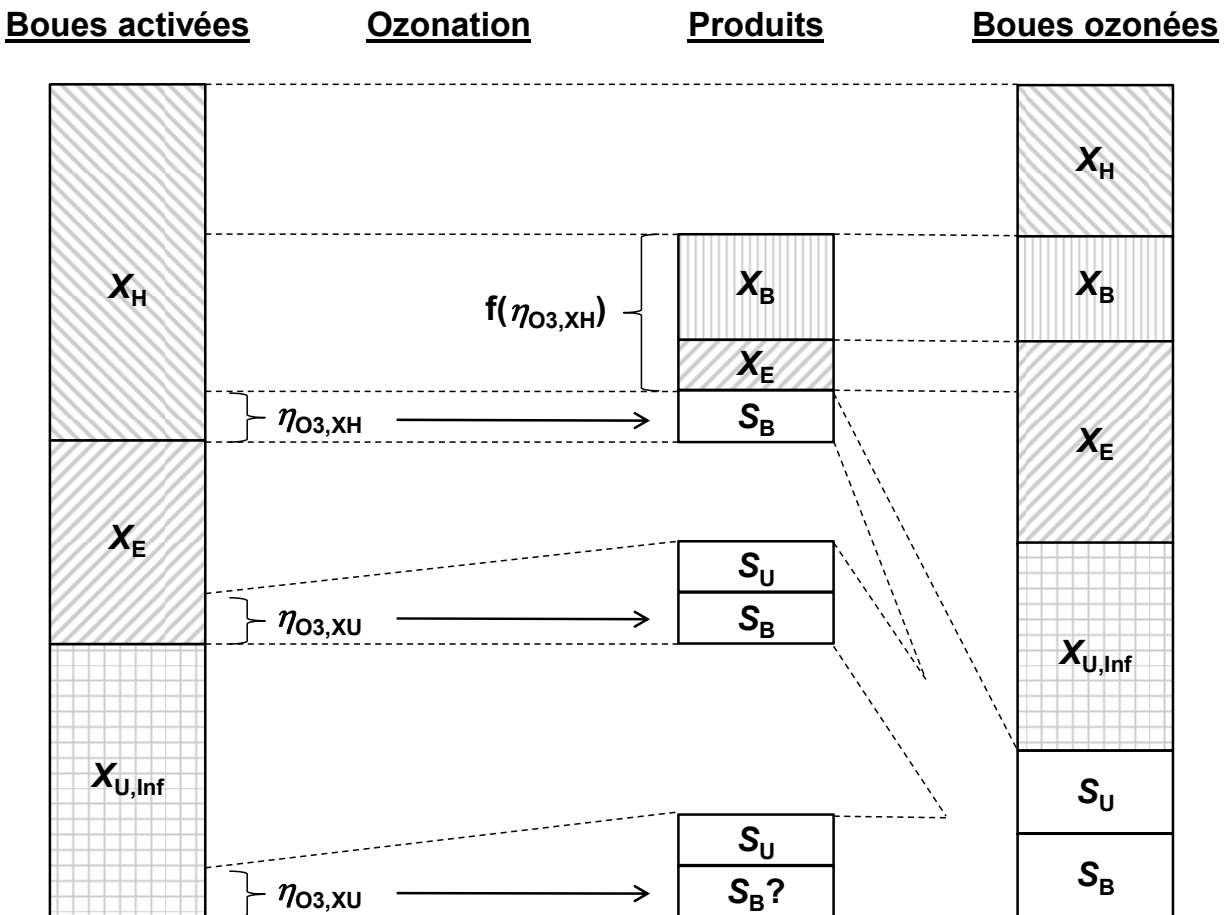 Boues activées Ozonation Produits Boues ozonées
X_H
X_H
X_B
X_B
f(η_O3,XH)
X_E
η_O3,XH
S_B
X_E
X_E
S_U
η_O3,XU
S_B
X_U,Inf
X_U,Inf
S_U
S_U
η_O3,XU
S_B?
S_B